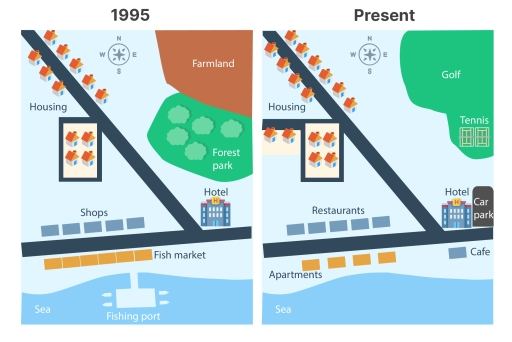 1995
Present
N
W E
S
Farmland
Housing
Forest
park
Hotel
H
Shops
Fish market
Sea
Fishing port
N
W E
S
Golf
Housing
Tennis
Hotel
H
Car
park
Restaurants
Cafe
Apartments
Sea